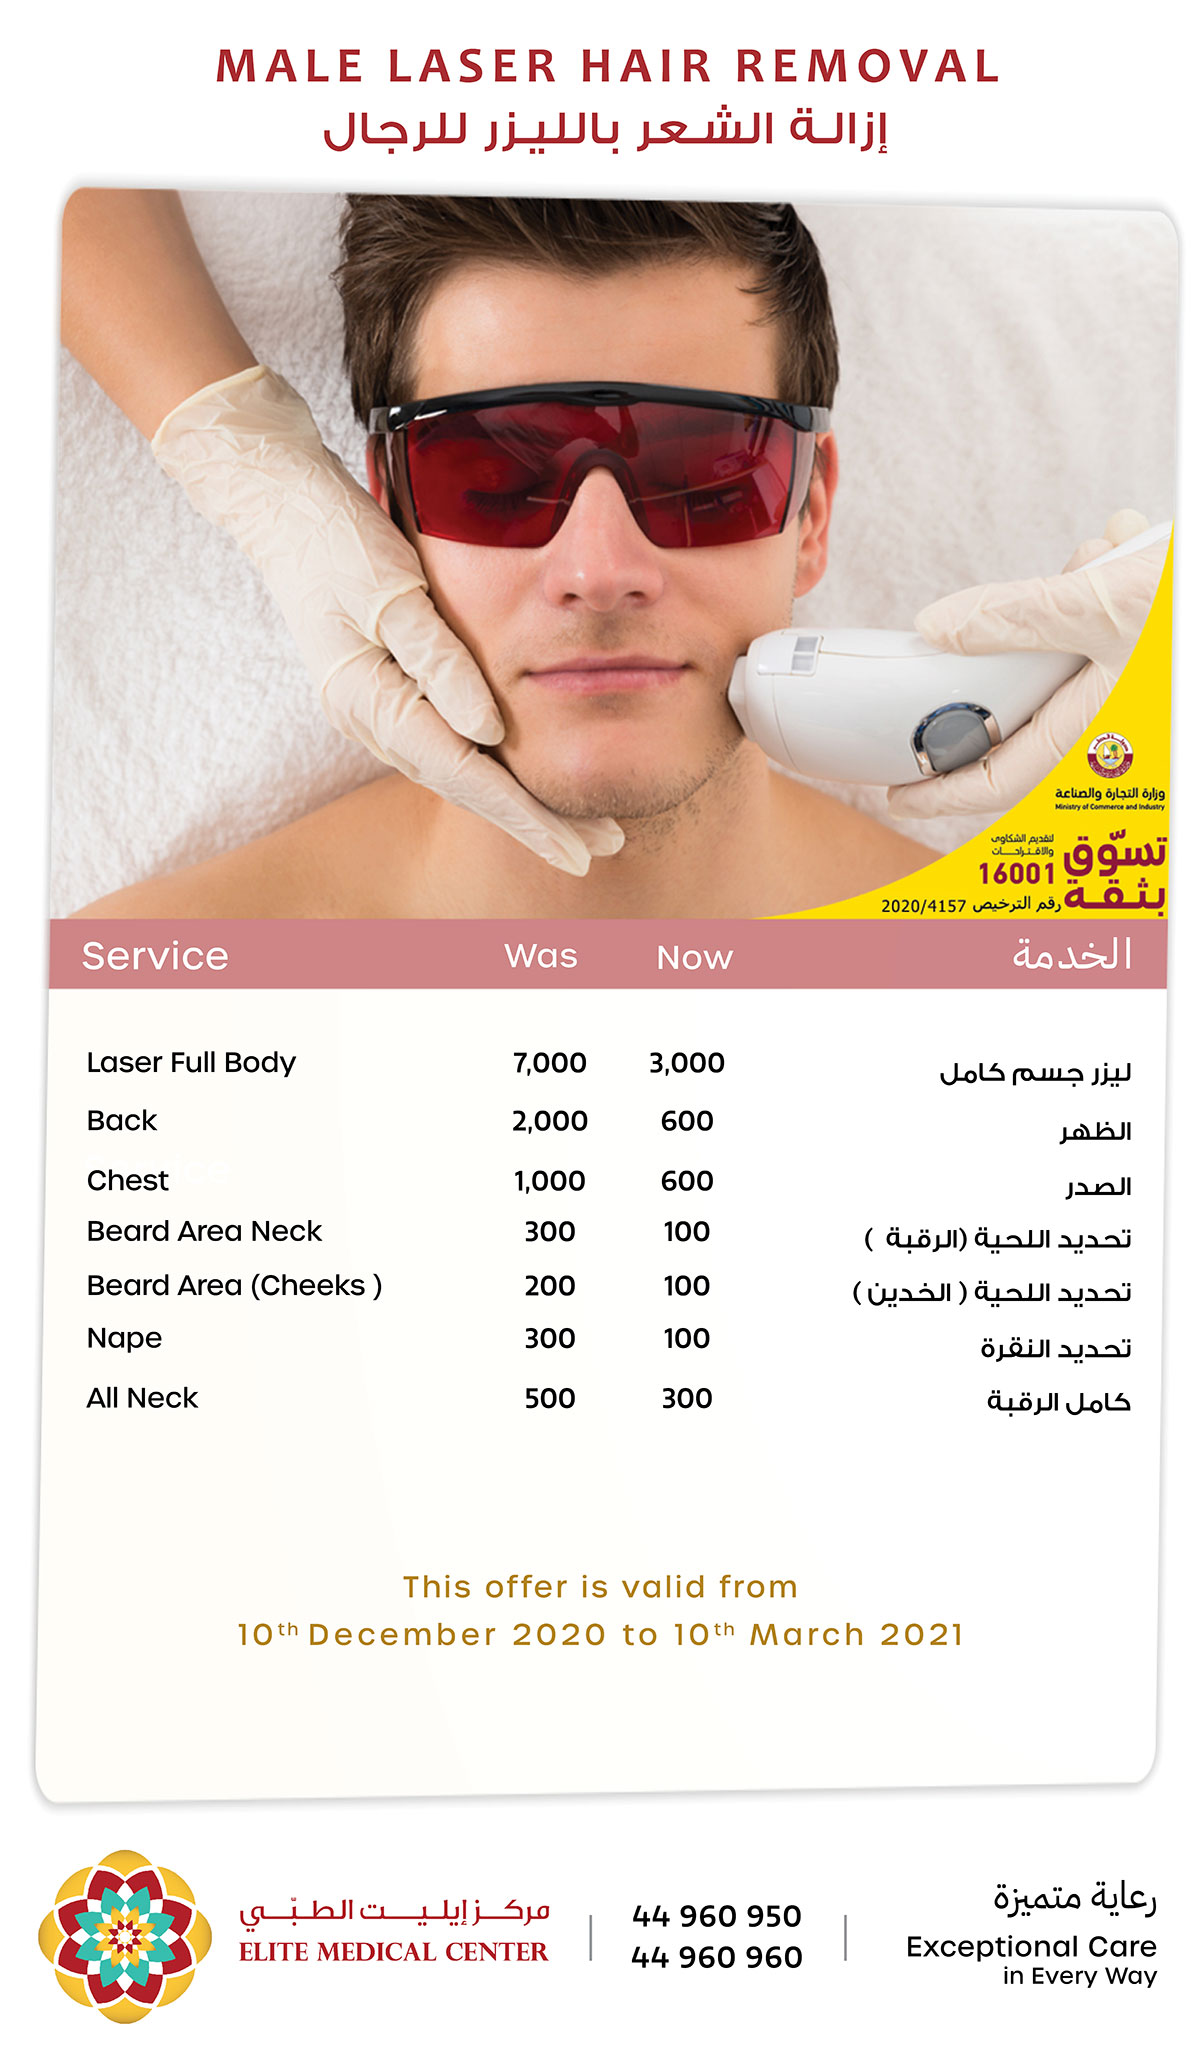 MALE LASER HAIR REMOVAL
إزالة الشعر بالليزر للرجال
وزارة التجارة والصناعة
Ministry of Commerce and Industry
تسوّق
بثقة
لتقديم الشكاوى
والاقتراحات
16001
رقم الترخيص 2020/4157
Service Was Now الخدمة
Laser Full Body 7,000 3,000 ليزر جسم كامل
Back 2,000 600 الظهر
Chest 1,000 600 الصدر
Beard Area Neck 300 100 تحديد اللحية (الرقبة )
Beard Area (Cheeks ) 200 100 تحديد اللحية ( الخدين )
Nape 300 100 تحديد النقرة
All Neck 500 300 كامل الرقبة
This offer is valid from
10th December 2020 to 10th March 2021
مركز إيليت الطبّي
ELITE MEDICAL CENTER
44 960 950
44 960 960
رعاية متميزة
Exceptional Care
in Every Way